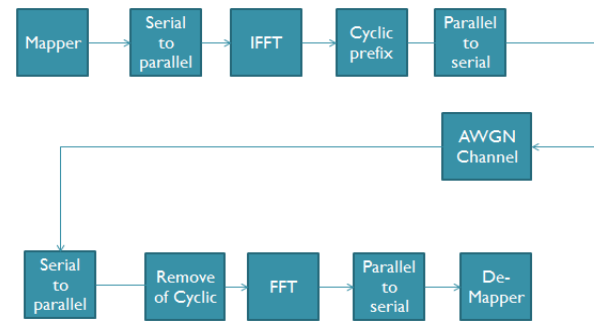 Mapper
Serial
to
parallel
IFFT
Cyclic
prefix
Parallel
to
serial
AWGN
Channel
Serial
to
parallel
Remove
of Cyclic
FFT
Parallel
to
serial
De-
Mapper